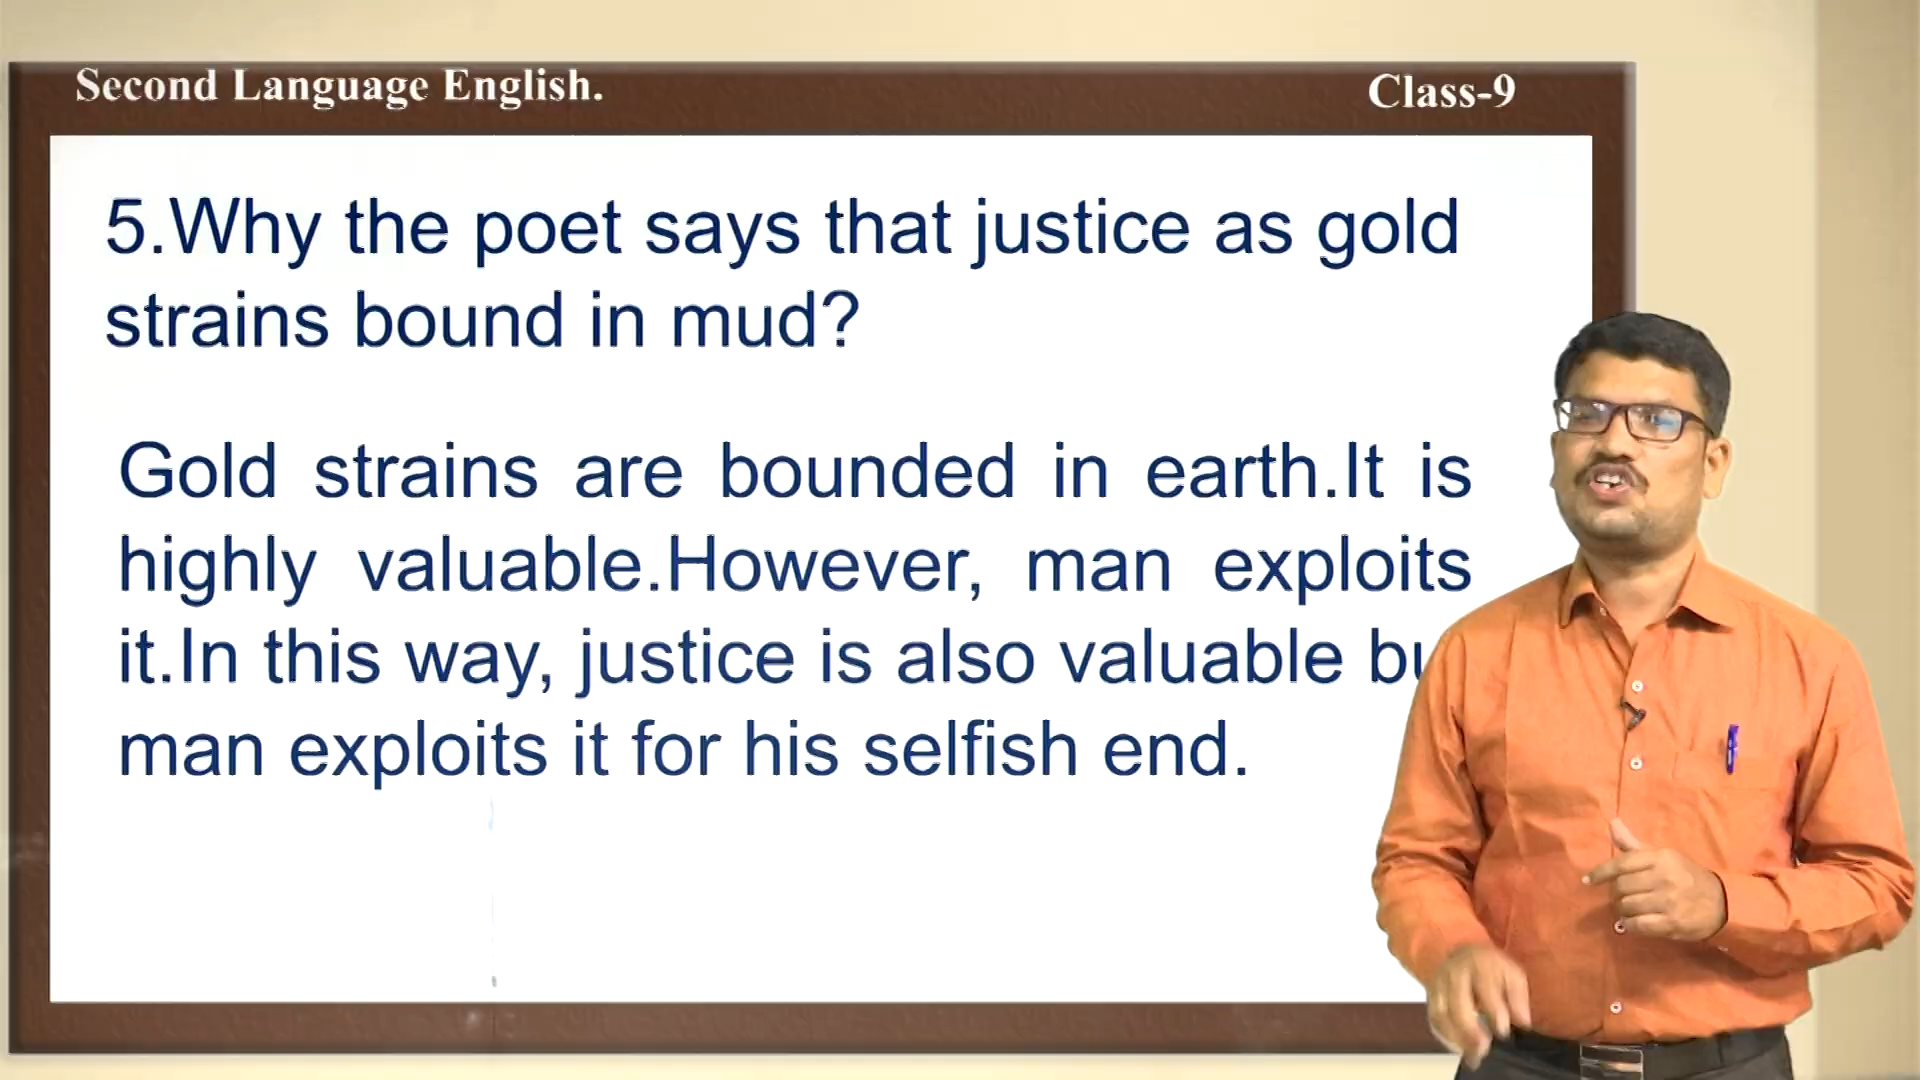 Second Language English.
Class-9
5.Why the poet says that justice as gold
strains bound in mud?
Gold strains are bounded in earth.It is
highly valuable.However, man exploits
it.In this way, justice is also valuable
man exploits it for his selfish end.